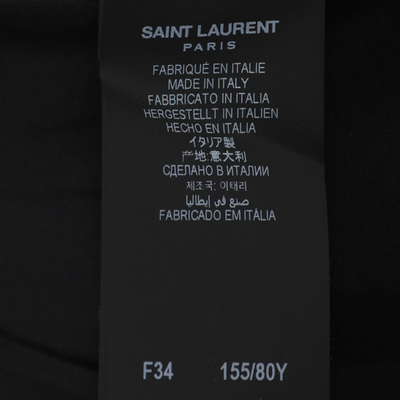 SAINT LAURENT
PARIS
FABRIQUÉ EN ITALIE
MADE IN ITALY
FABBRICATO IN ITALIA
HERGESTELLT IN ITALIEN
HECHO EN ITALIA
イタリア製
产地:意大利
СДЕЛАНО В ИТАЛИИ
제조국: 이태리
صنع في إيطاليا
FABRICADO EM ITÁLIA
F34 155/80Y